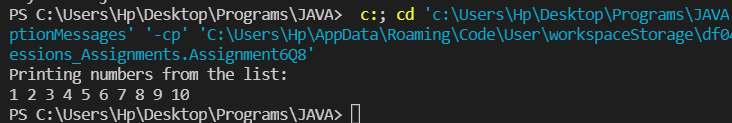 PS C:\Users\Hp\Desktop\Programs\JAVA>  c:; cd 'c:\Users\Hp\Desktop\Programs\JAVA
ptionMessages' '-cp' 'C:\Users\Hp\AppData\Roaming\Code\User\workspaceStorage\df04
essions_Assignments.Assignment6Q8'
Printing numbers from the list:
1 2 3 4 5 6 7 8 9 10
PS C:\Users\Hp\Desktop\Programs\JAVA>